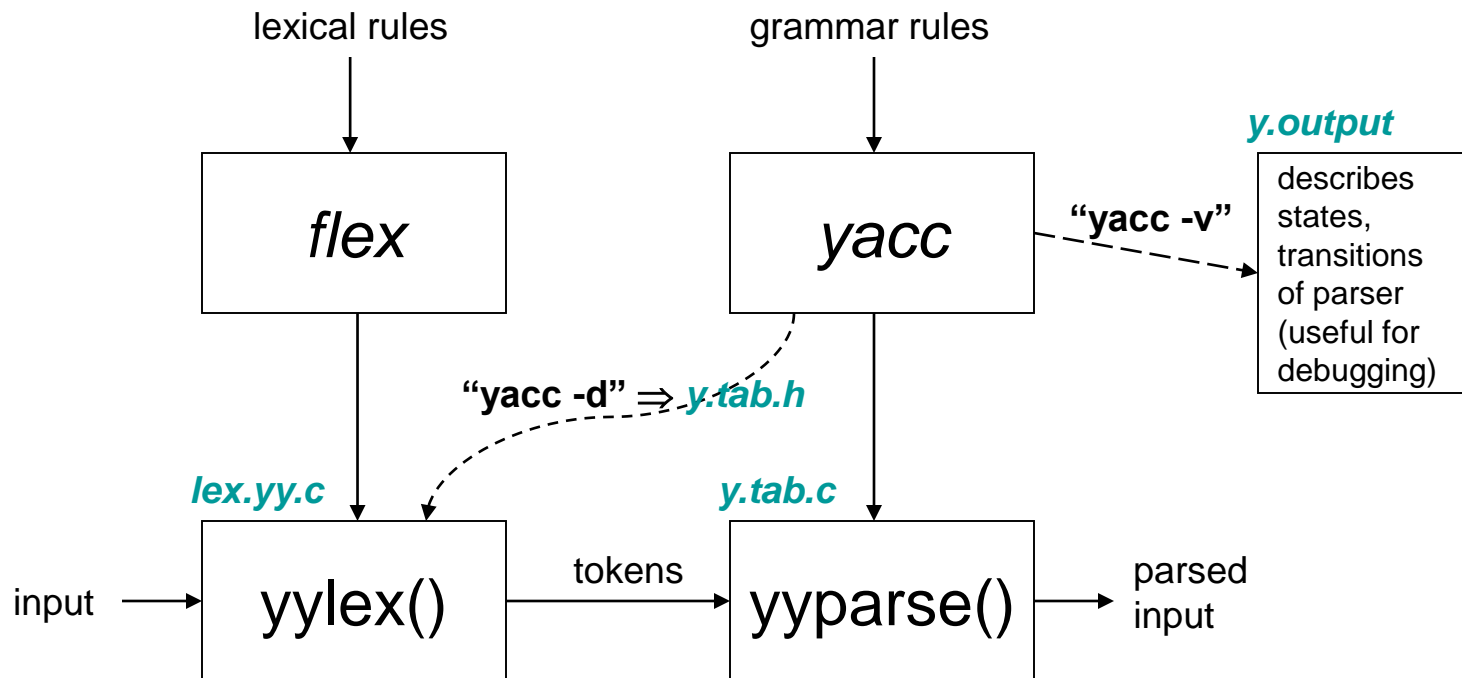 lexical rules
grammar rules
y.output
flex
yacc
“yacc -v”
describes
states,
transitions
of parser
(useful for
debugging)
“yacc -d” ⇒ y.tab.h
lex.yy.c
y.tab.c
input
yylex()
tokens
yyparse()
parsed
input